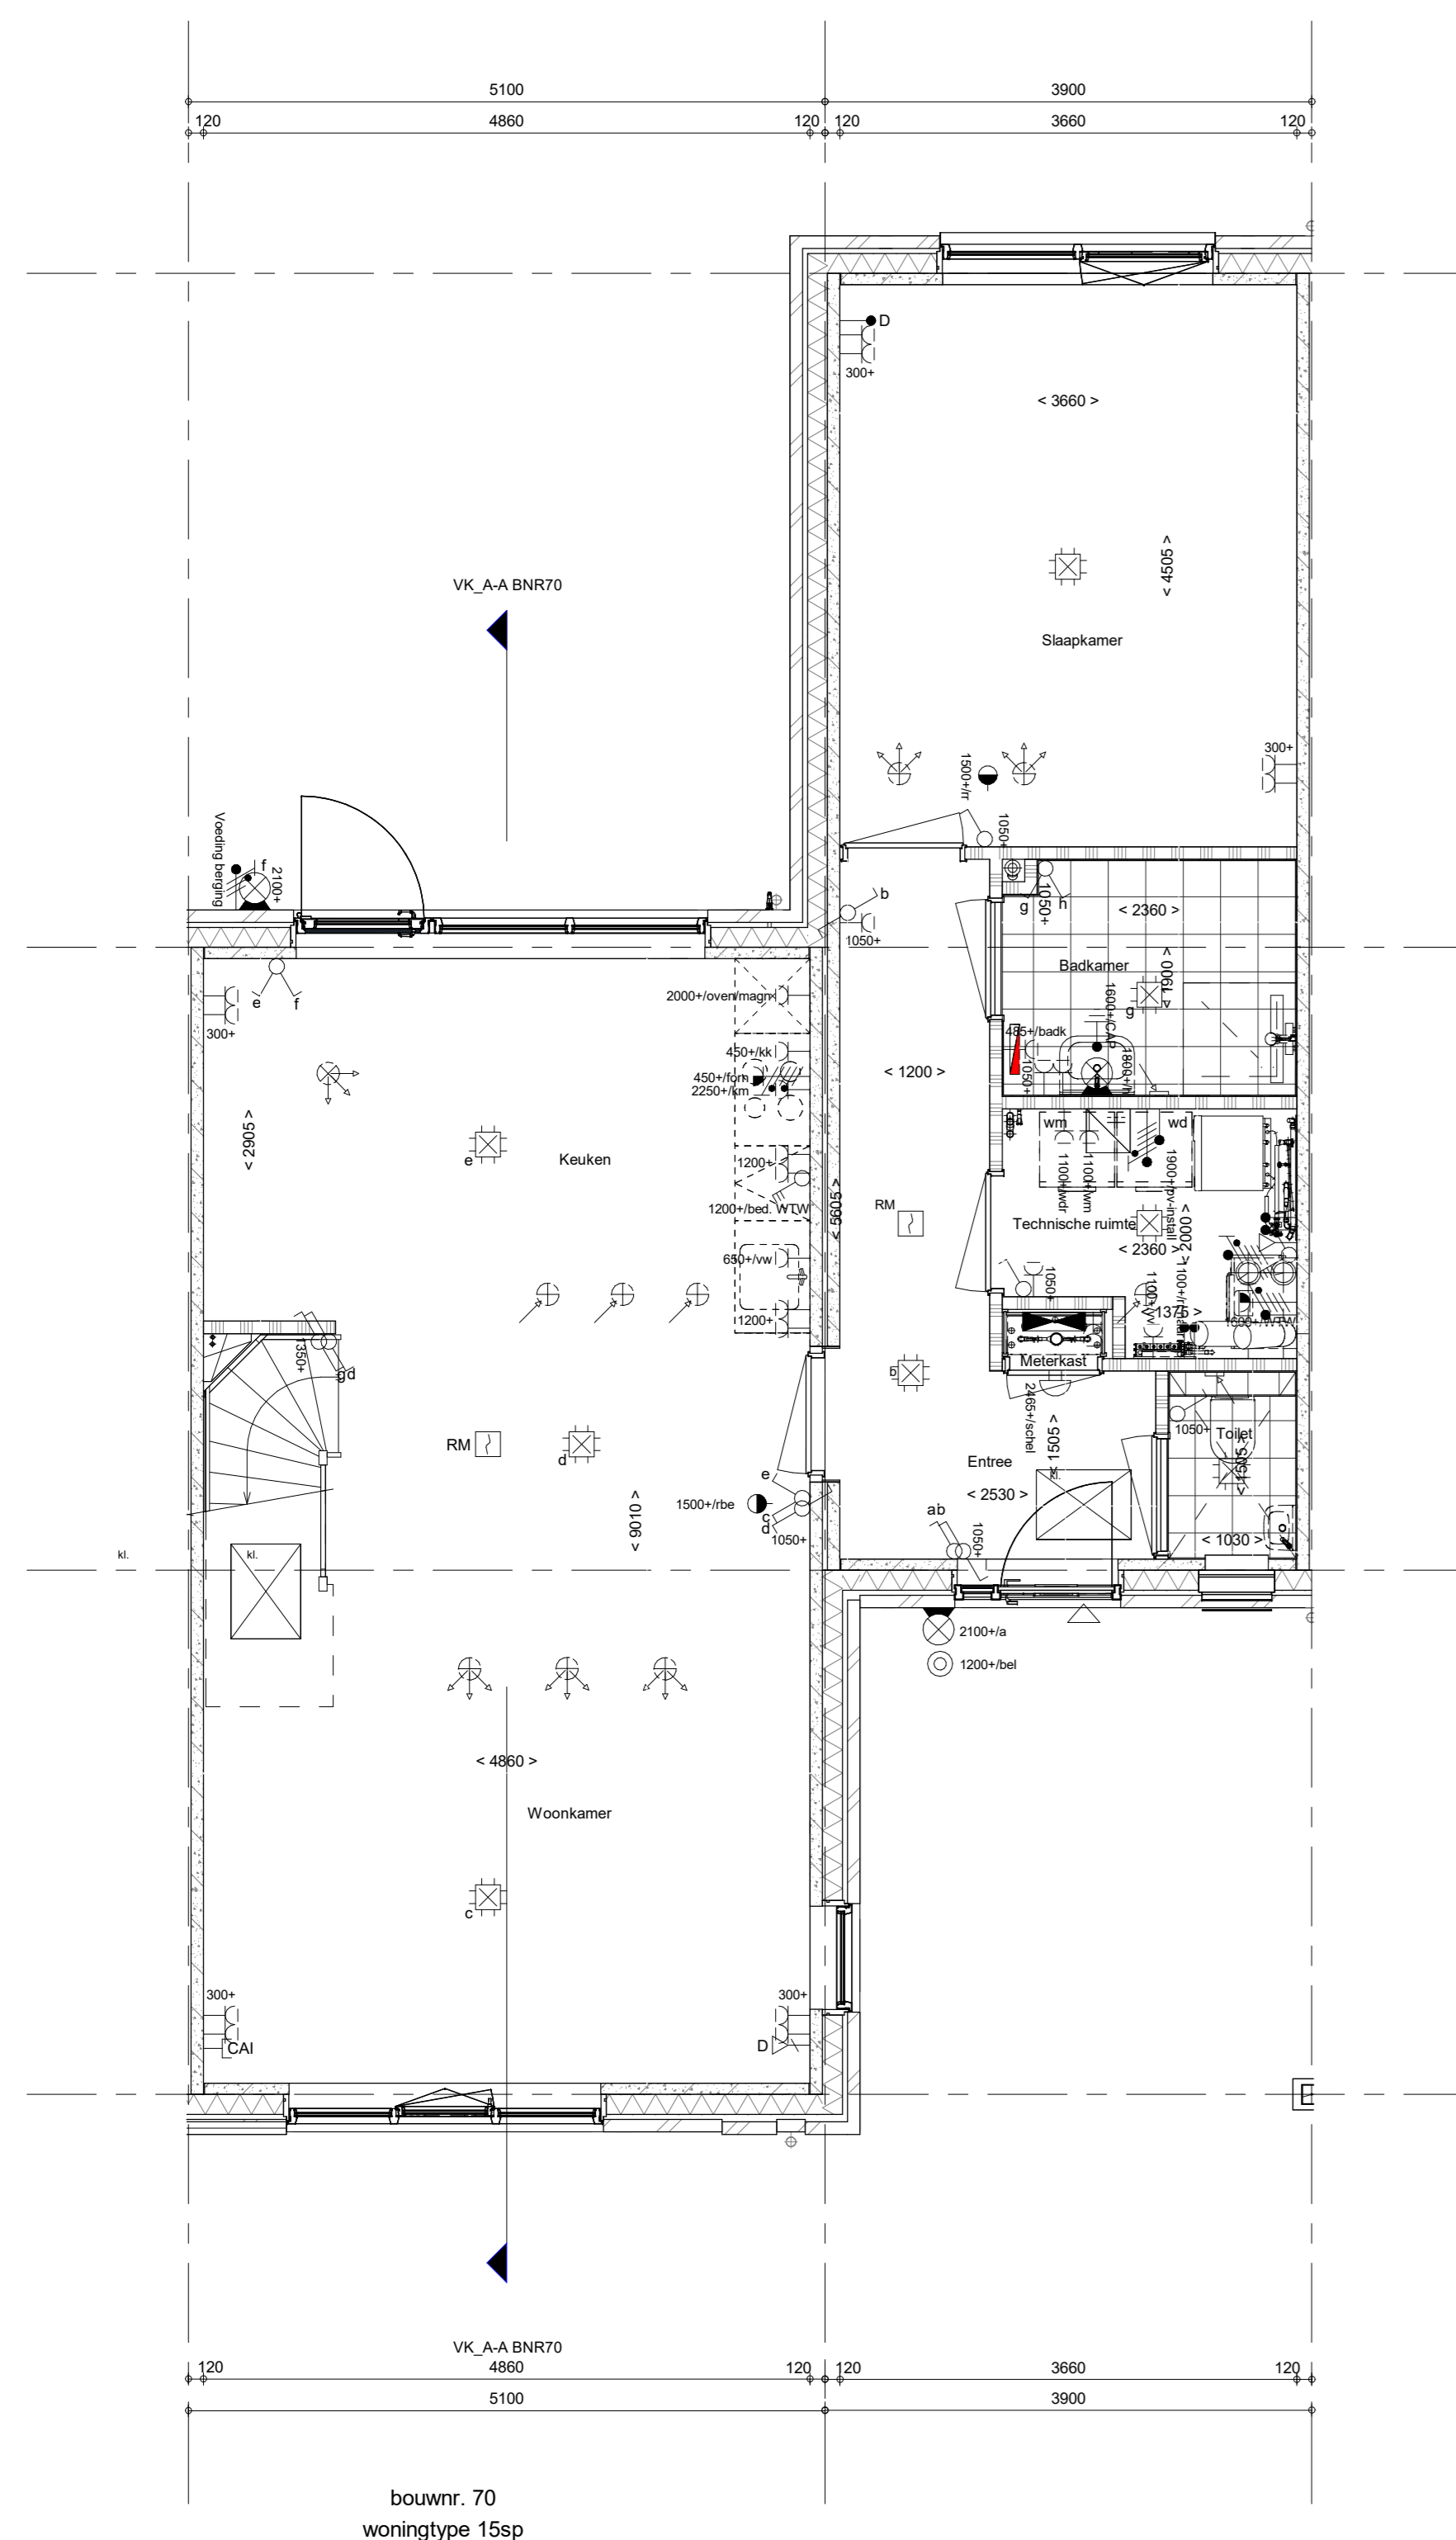 5100
3900
120
4860
120
120
3660
120
D
300+
< 3660 >
< 4505 >
VK_A-A BNR70
Slaapkamer
300+
1500+/rr
1050+
Voeding berging
f
2100+
b
1050+
g
h
1050+
< 2360 >
Badkamer
< 1900 >
g
1600+/CAP
485+/badk
1050+
1800+/h
e
f
300+
2000+/oven/magn
450+/kk
450+/forn
2250+/km
< 1200 >
< 2905 >
e
Keuken
1200+
1200+/bed. WTW
< 5605 >
650+/vw
1200+
wm
wd
1100+/wdr
1100+/wm
1900+/pv-install
RM
Technische ruimte
< 2000 >
< 2360 >
1050+
1100+/vv
< 1375 >
Meterkast
b
1350+
gd
RM
d
2465+/schel
< 1505 >
1050+
Toilet
< 1505 >
Entree
kl.
e
1500+/rbe
c
d
1050+
< 9010 >
< 2530 >
ab
1050+
< 1030 >
kl.
kl.
2100+/a
1200+/bel
< 4860 >
Woonkamer
c
300+
CAI
300+
D
VK_A-A BNR70
120
4860
120
120
3660
120
5100
3900
bouwnr. 70
woningtype 15sp